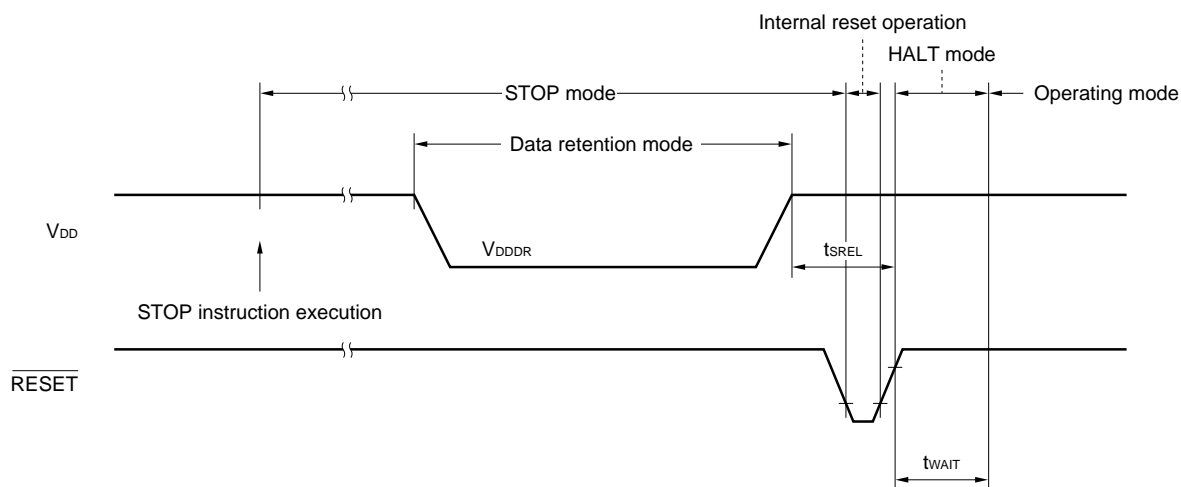 Internal reset operation
HALT mode
STOP mode
Operating mode
Data retention mode
VDD
VDDDR
tSREL
STOP instruction execution
RESET
tWAIT